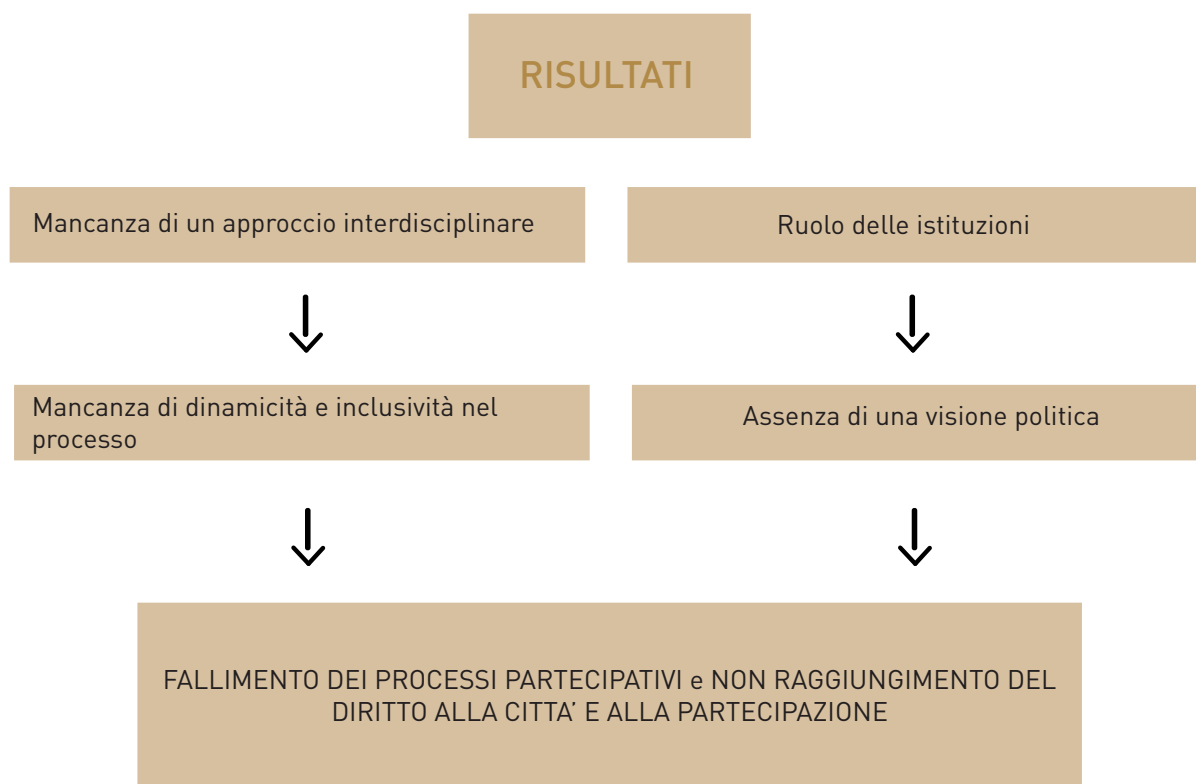 RISULTATI
Mancanza di un approccio interdisciplinare
Ruolo delle istituzioni
Mancanza di dinamicità e inclusività nel
processo
Assenza di una visione politica
FALLIMENTO DEI PROCESSI PARTECIPATIVI e NON RAGGIUNGIMENTO DEL
DIRITTO ALLA CITTA’ E ALLA PARTECIPAZIONE